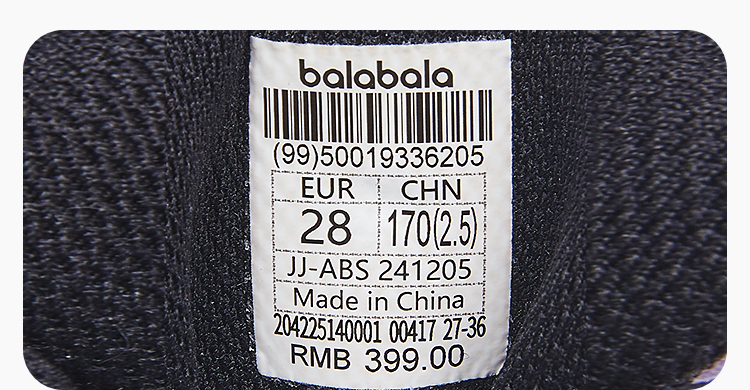 balabala
(99)50019336205
EUR CHN
28 170(2.5)
JJ-ABS 241205
Made in China
204225140001 00417 27-36
RMB 399.00